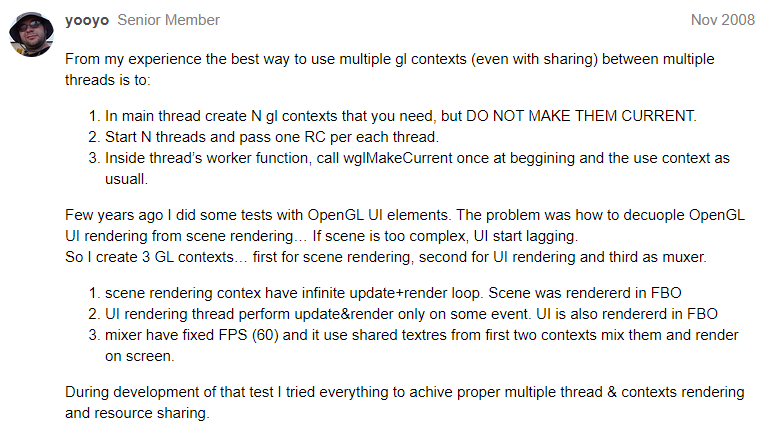 yooyo Senior Member Nov 2008
From my experience the best way to use multiple gl contexts (even with sharing) between multiple
threads is to:
1. In main thread create N gl contexts that you need, but DO NOT MAKE THEM CURRENT.
2. Start N threads and pass one RC per each thread.
3. Inside thread's worker function, call wglMakeCurrent once at beggining and the use context as
usuall.
Few years ago I did some tests with OpenGL UI elements. The problem was how to decuople OpenGL
UI rendering from scene rendering… If scene is too complex, UI start lagging.
So I create 3 GL contexts… first for scene rendering, second for UI rendering and third as muxer.
1. scene rendering contex have infinite update+render loop. Scene was rendererd in FBO
2. UI rendering thread perform update&render only on some event. UI is also rendererd in FBO
3. mixer have fixed FPS (60) and it use shared textres from first two contexts mix them and render
on screen.
During development of that test I tried everything to achive proper multiple thread & contexts rendering
and resource sharing.